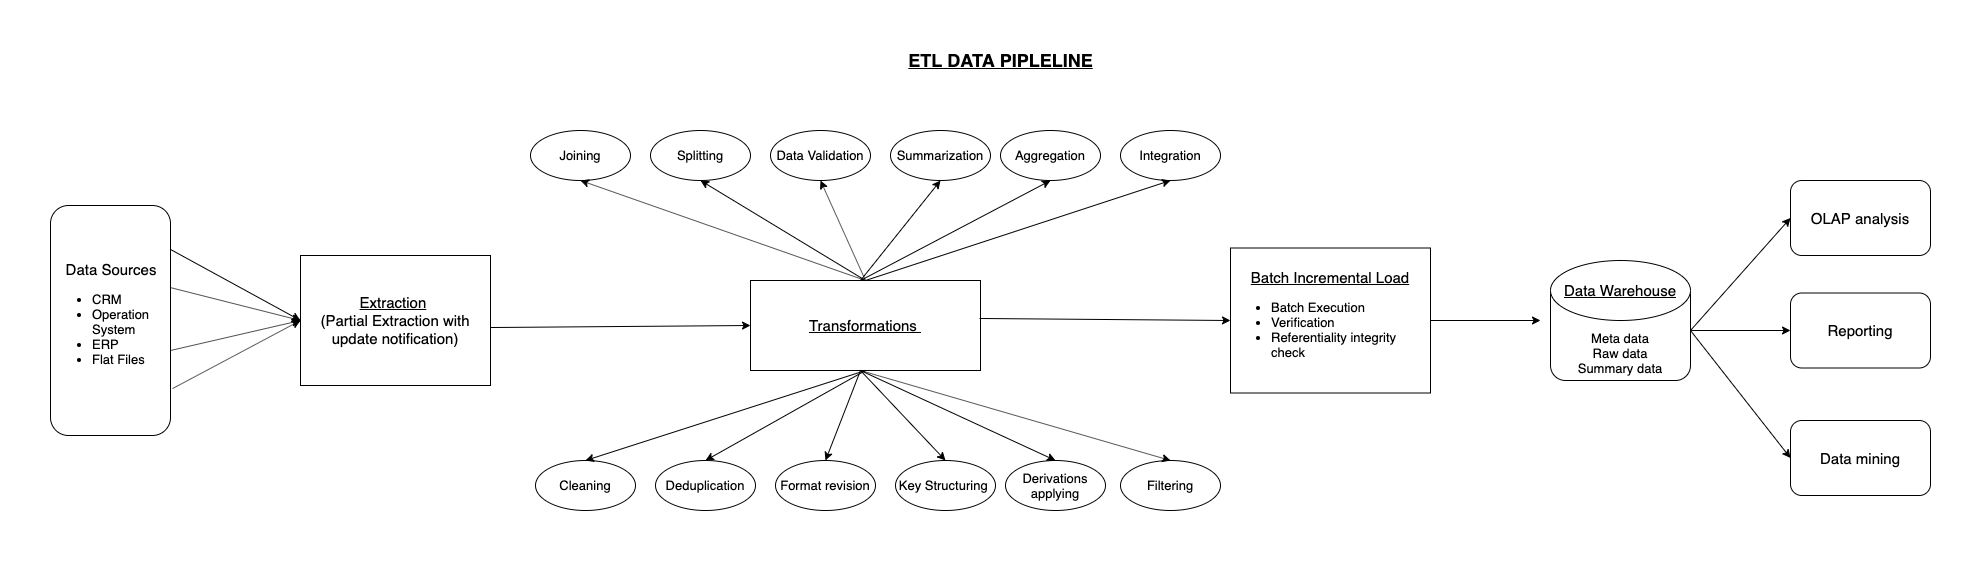 ETL DATA PIPLELINE
Joining
Splitting
Data Validation
Summarization
Aggregation
Integration
Data Sources
• CRM
• Operation
System
• ERP
• Flat Files
Extraction
(Partial Extraction with
update notification)
Transformations
Batch Incremental Load
• Batch Execution
• Verification
• Referentiality integrity
check
Data Warehouse
Meta data
Raw data
Summary data
OLAP analysis
Reporting
Data mining
Cleaning
Deduplication
Format revision
Key Structuring
Derivations
applying
Filtering